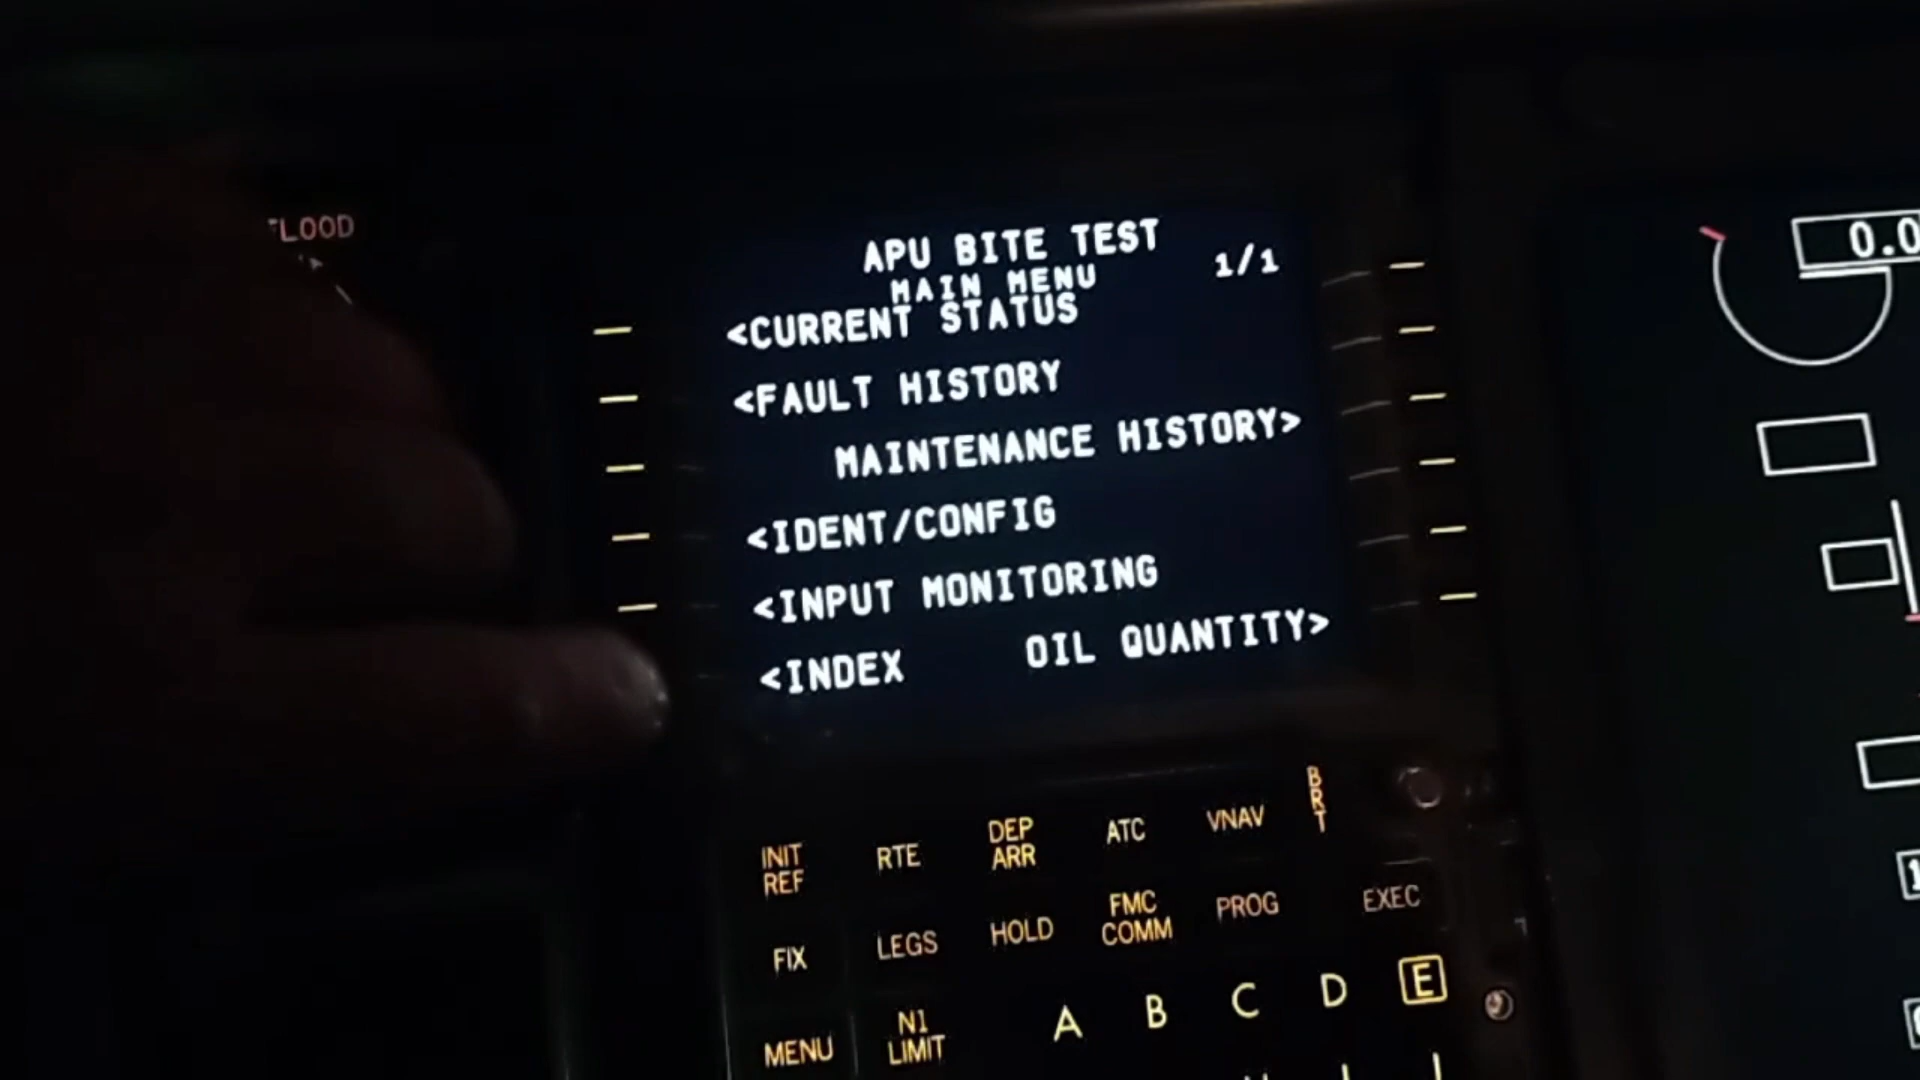 LOOD
APU BITE TEST
MAIN MENU 1/1
<CURRENT STATUS
<FAULT HISTORY
MAINTENANCE HISTORY>
<IDENT/CONFIG
<INPUT MONITORING
<INDEX OIL QUANTITY>
0.0
BRT
INIT REF
RTE
DEP ARR
ATC
VNAV
FIX
LEGS
HOLD
FMC COMM
PROG
EXEC
MENU
N1 LIMIT
A B C D E